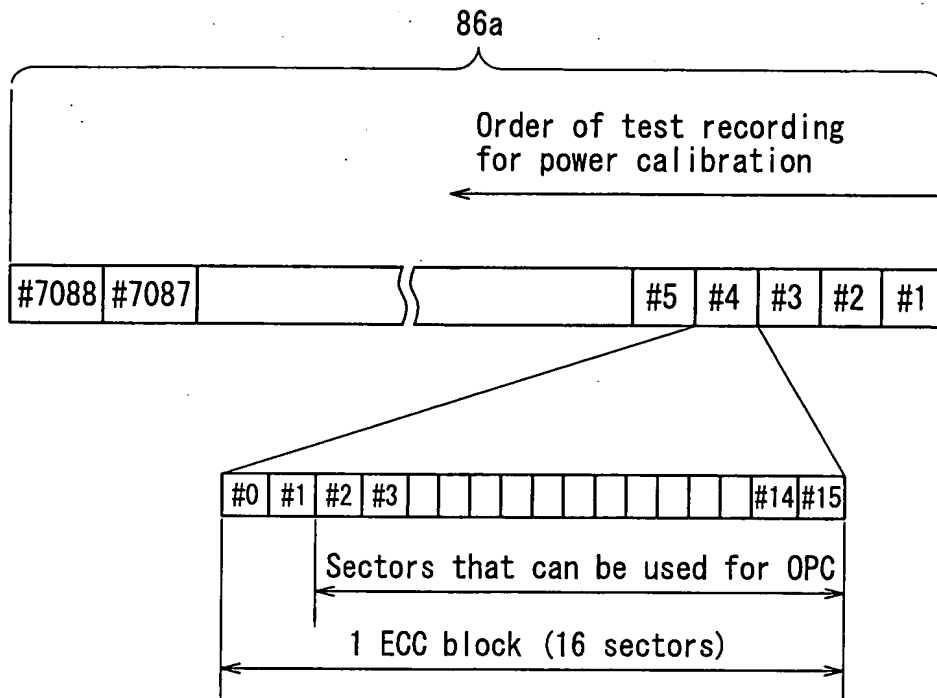 86a
Order of test recording
for power calibration
#7088 #7087 #5 #4 #3 #2 #1
#0 #1 #2 #3 #14 #15
Sectors that can be used for OPC
1 ECC block (16 sectors)